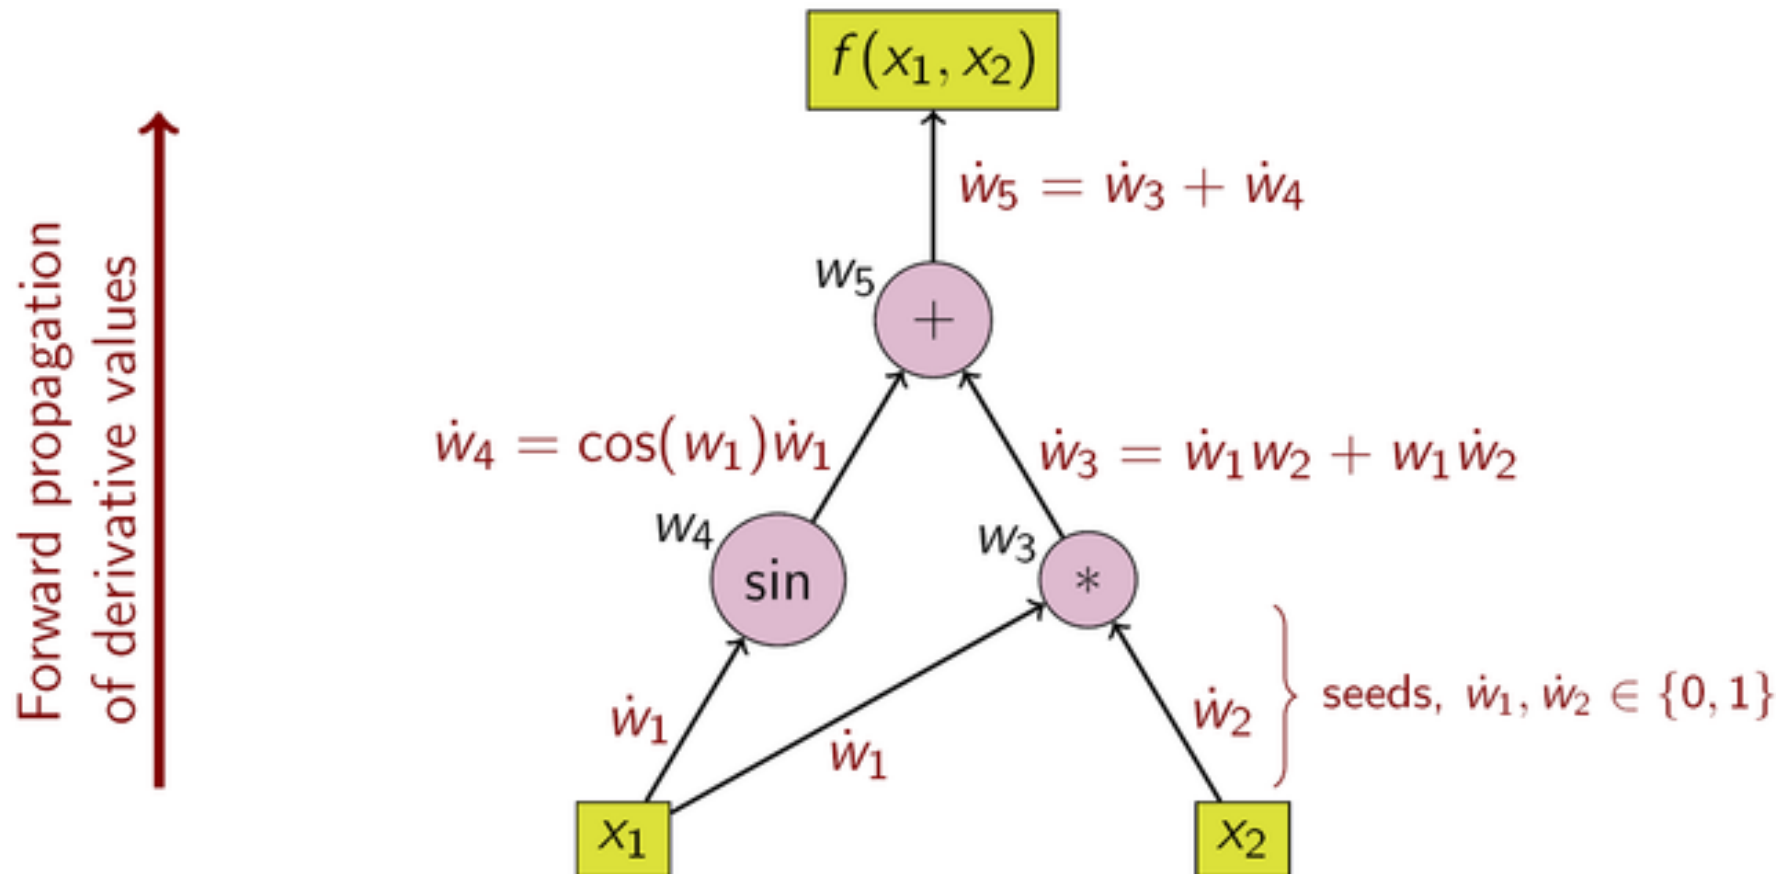 f(x₁, x₂)
ẇ₅ = ẇ₃ + ẇ₄
w₅
+
ẇ₄ = cos(w₁)ẇ₁
ẇ₃ = ẇ₁w₂ + w₁ẇ₂
w₄
sin
w₃
*
ẇ₁
ẇ₁
ẇ₂
seeds, ẇ₁, ẇ₂ ∈ {0, 1}
x₁
x₂
Forward propagation
of derivative values